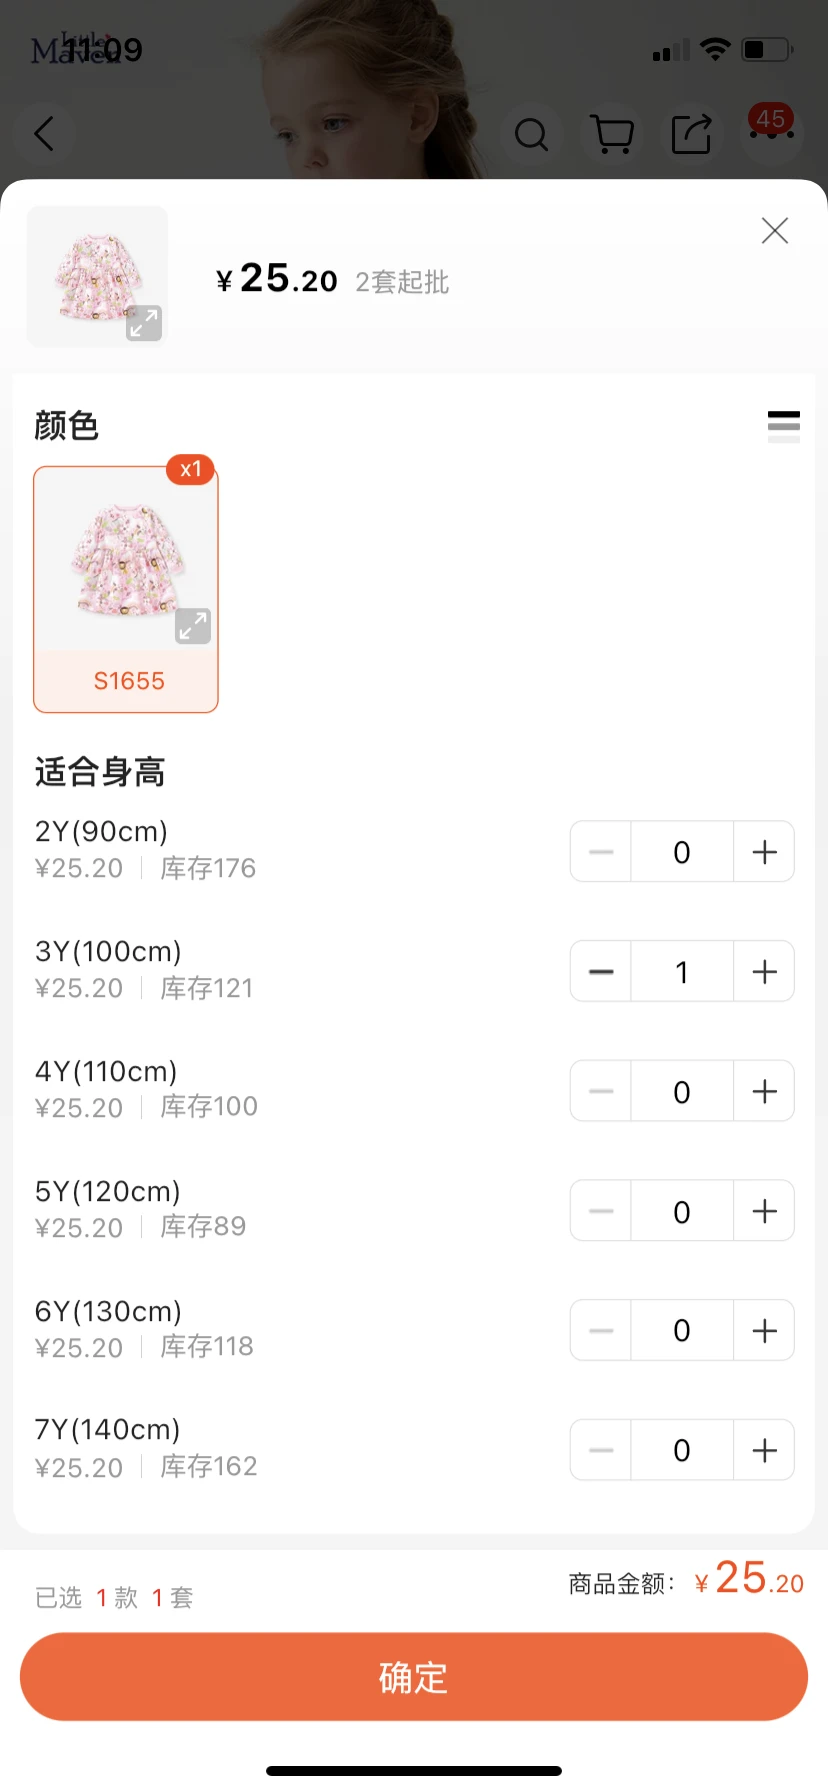 Little
Maven
11:09
45
¥25.20 2套起批
颜色
x1
S1655
适合身高
2Y(90cm)
¥25.20 库存176
0
3Y(100cm)
¥25.20 库存121
1
4Y(110cm)
¥25.20 库存100
0
5Y(120cm)
¥25.20 库存89
0
6Y(130cm)
¥25.20 库存118
0
7Y(140cm)
¥25.20 库存162
0
已选 1 款 1 套
商品金额: ¥25.20
确定